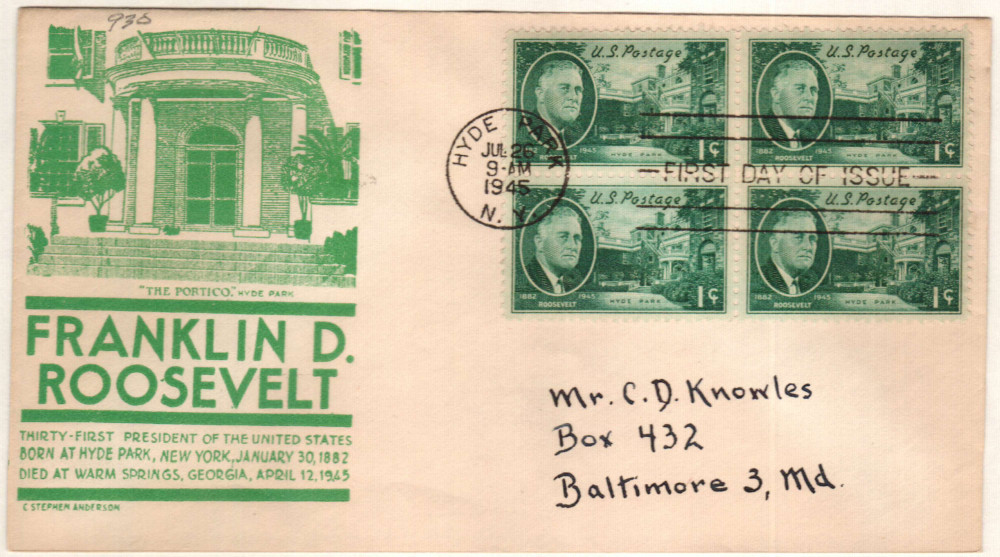 935
"THE PORTICO." HYDE PARK
FRANKLIN D.
ROOSEVELT
THIRTY-FIRST PRESIDENT OF THE UNITED STATES
BORN AT HYDE PARK, NEW YORK, JANUARY 30, 1882
DIED AT WARM SPRINGS, GEORGIA, APRIL 12, 1945
C STEPHEN ANDERSON
HYDE PARK
JUL 26
9-AM
1945
N.Y.
FIRST DAY OF ISSUE
U.S. Postage
1882 1945
ROOSEVELT HYDE PARK
1¢
U.S. Postage
1882 1945
ROOSEVELT HYDE PARK
1¢
U.S. Postage
1882 1945
ROOSEVELT HYDE PARK
1¢
U.S. Postage
1882 1945
ROOSEVELT HYDE PARK
1¢
Mr. C.D. Knowles
Box 432
Baltimore 3, Md.